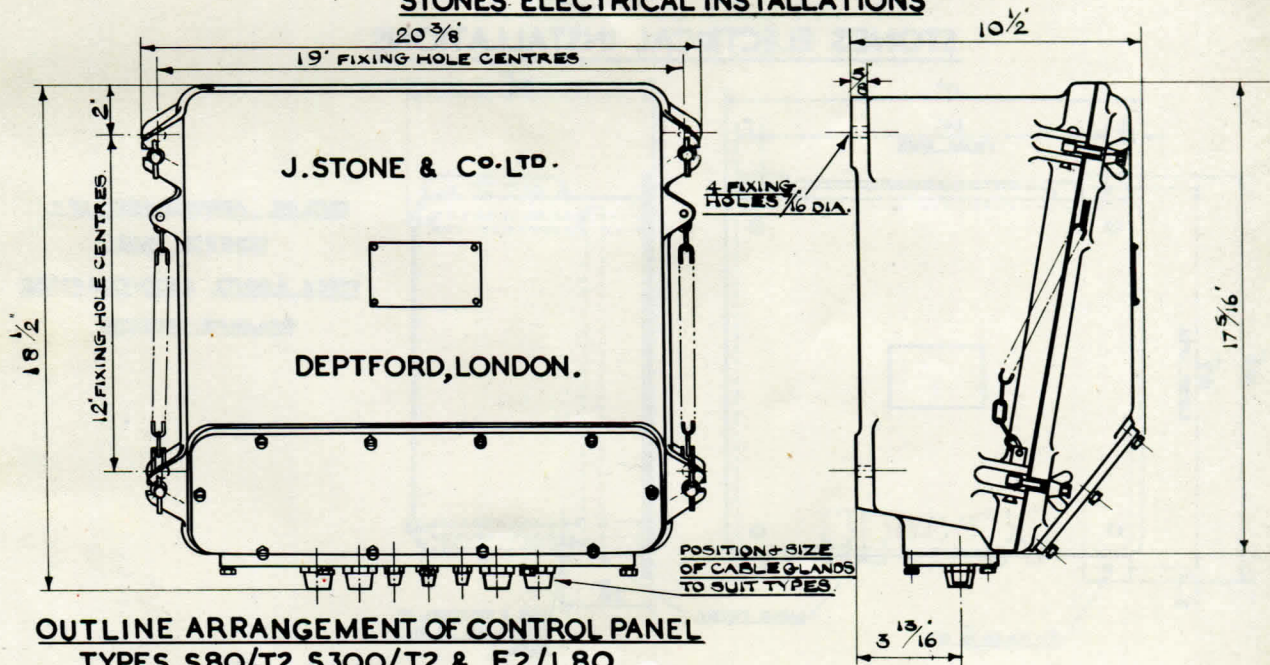 STONES ELECTRICAL INSTALLATIONS
20 3/8"
19" FIXING HOLE CENTRES
10 1/2"
5/8
2"
J. STONE & CO. LTD.
4 FIXING
HOLES 7/16 DIA.
12" FIXING HOLE CENTRES.
18 1/2"
17 5/16"
DEPTFORD, LONDON.
POSITION & SIZE
OF CABLE GLANDS
TO SUIT TYPES.
3 13/16"
OUTLINE ARRANGEMENT OF CONTROL PANEL
TYPES S80/T2 S300/T2 & F2/L80